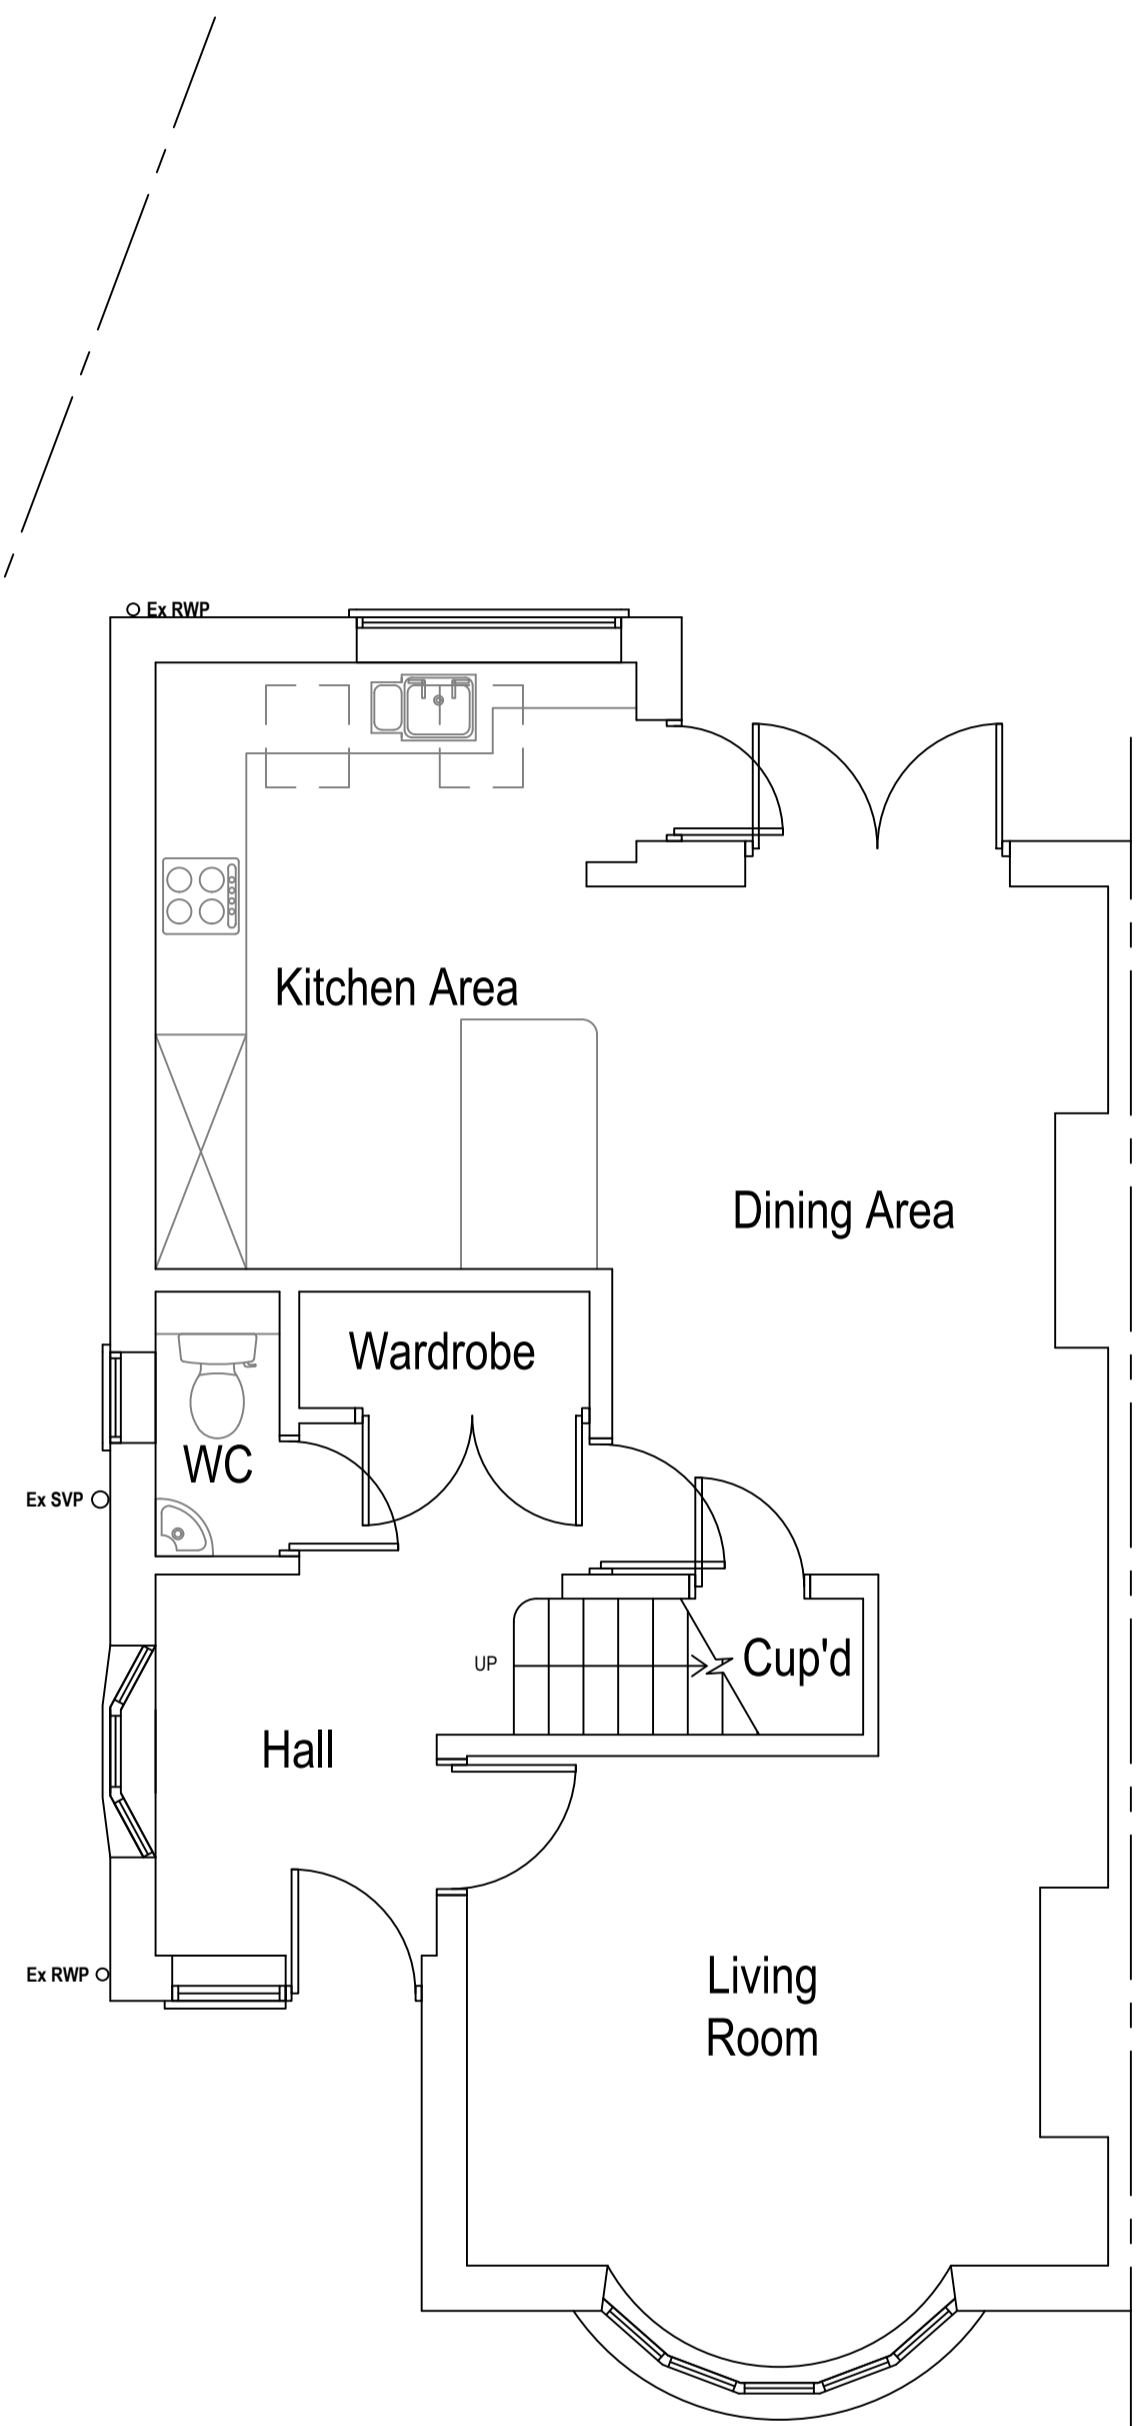 Ex RWP
Kitchen Area
Dining Area
Wardrobe
WC
Ex SVP
UP
Cup'd
Hall
Ex RWP
Living
Room